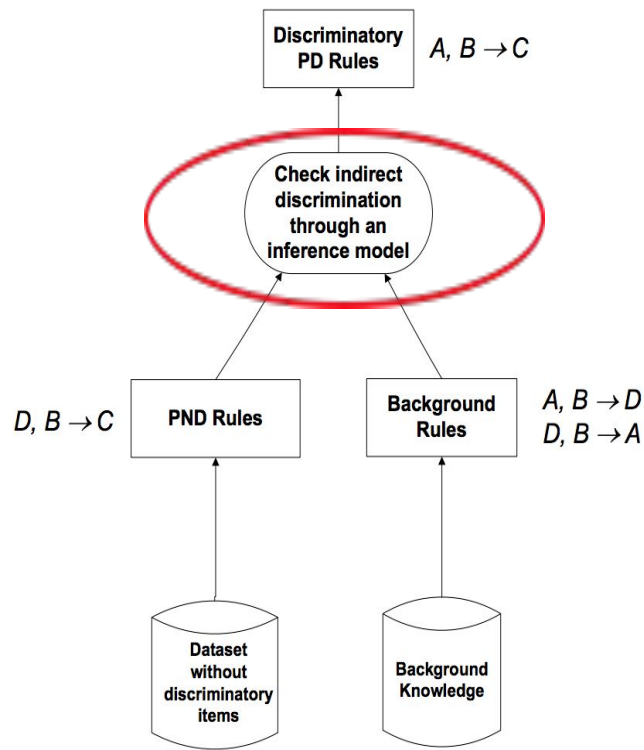 Discriminatory
PD Rules
A, B → C
Check indirect
discrimination
through an
inference model
D, B → C
PND Rules
Background
Rules
A, B → D
D, B → A
Dataset
without
discriminatory
items
Background
Knowledge